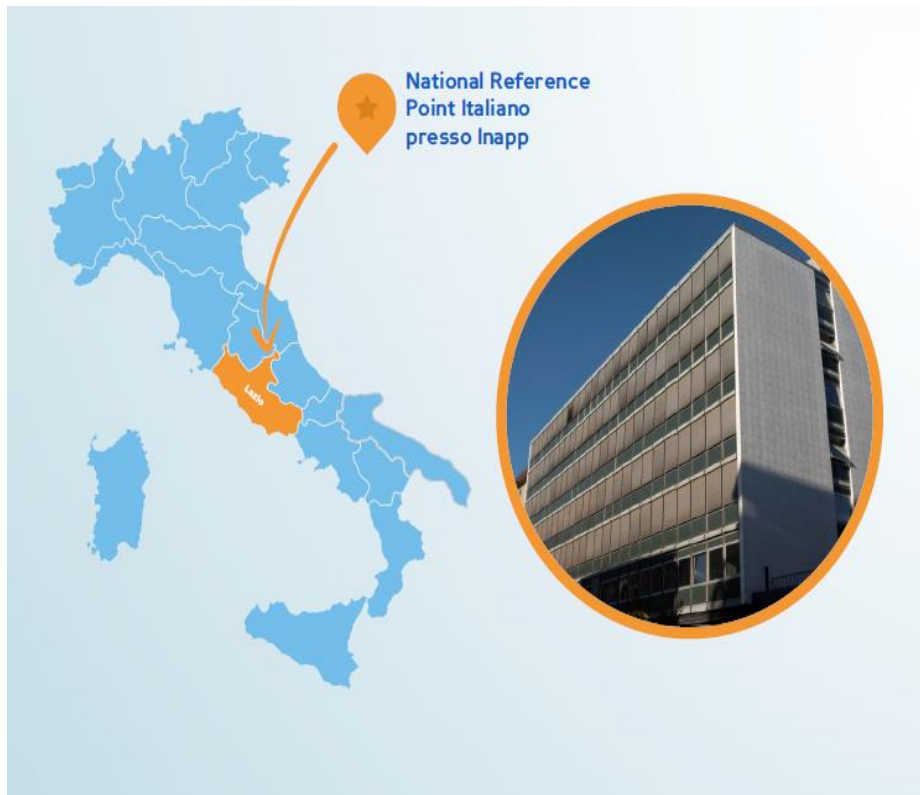 National Reference
Point Italiano
presso Inapp
Lazio